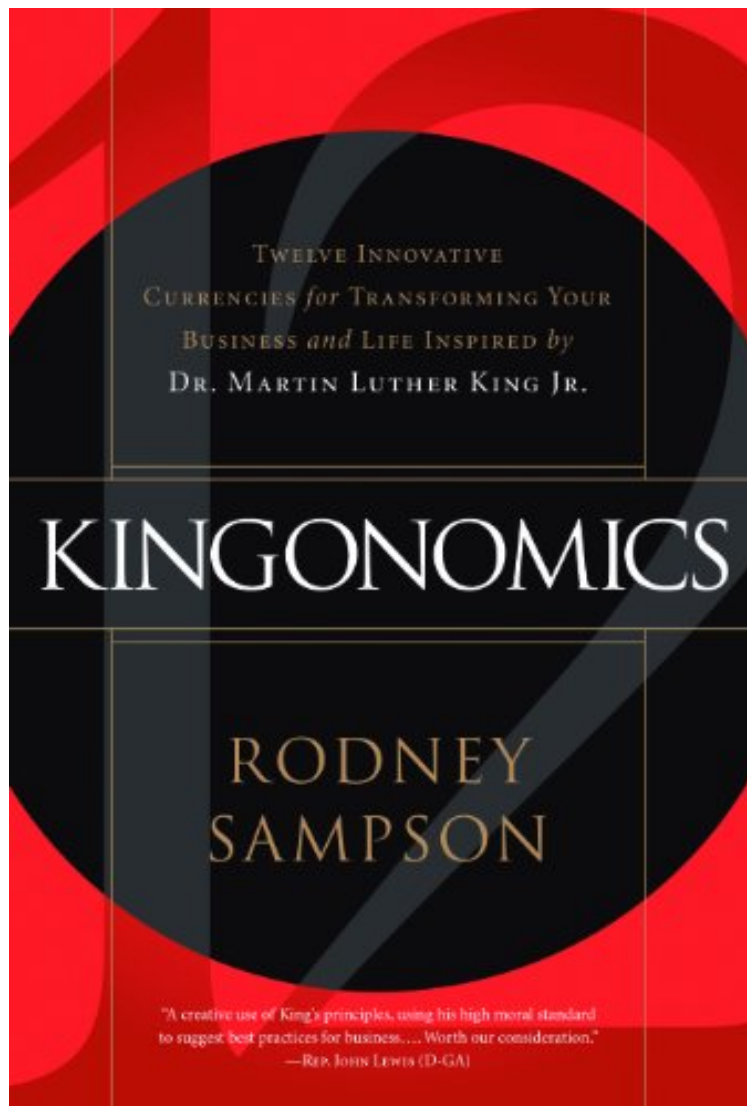 12
TWELVE INNOVATIVE
CURRENCIES for TRANSFORMING YOUR
BUSINESS and LIFE INSPIRED by
DR. MARTIN LUTHER KING JR.
KINGONOMICS
RODNEY
SAMPSON
"A creative use of King's principles, using his high moral standard
to suggest best practices for business.... Worth our consideration."
—REP. JOHN LEWIS (D-GA)